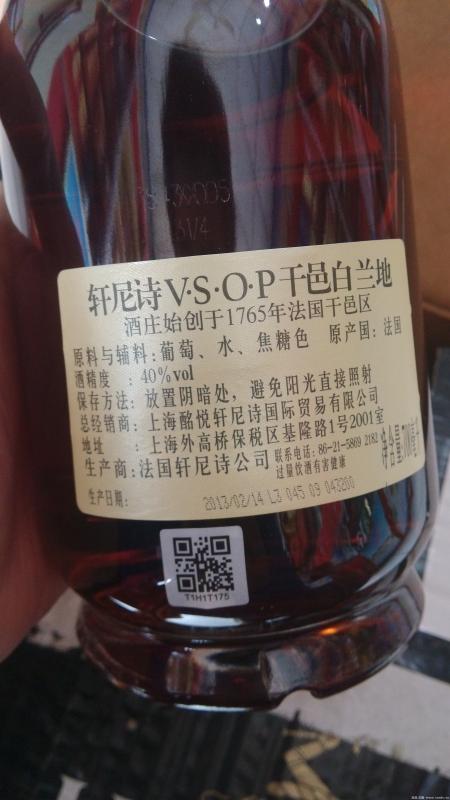 31/4
轩尼诗V·S·O·P干邑白兰地
酒庄始创于1765年法国干邑区
原料与辅料：葡萄、水、焦糖色 原产国：法国
酒精度 ：40%vol
保存方法：放置阴暗处，避免阳光直接照射
总经销商：上海酩悦轩尼诗国际贸易有限公司
地址 ：上海外高桥保税区基隆路1号2001室
生产商：法国轩尼诗公司 联系电话：86-21-5869 2182
过量饮酒有害健康
净含量
生产日期： 2013/02/14 L3 045 09 043200
T1H1T175